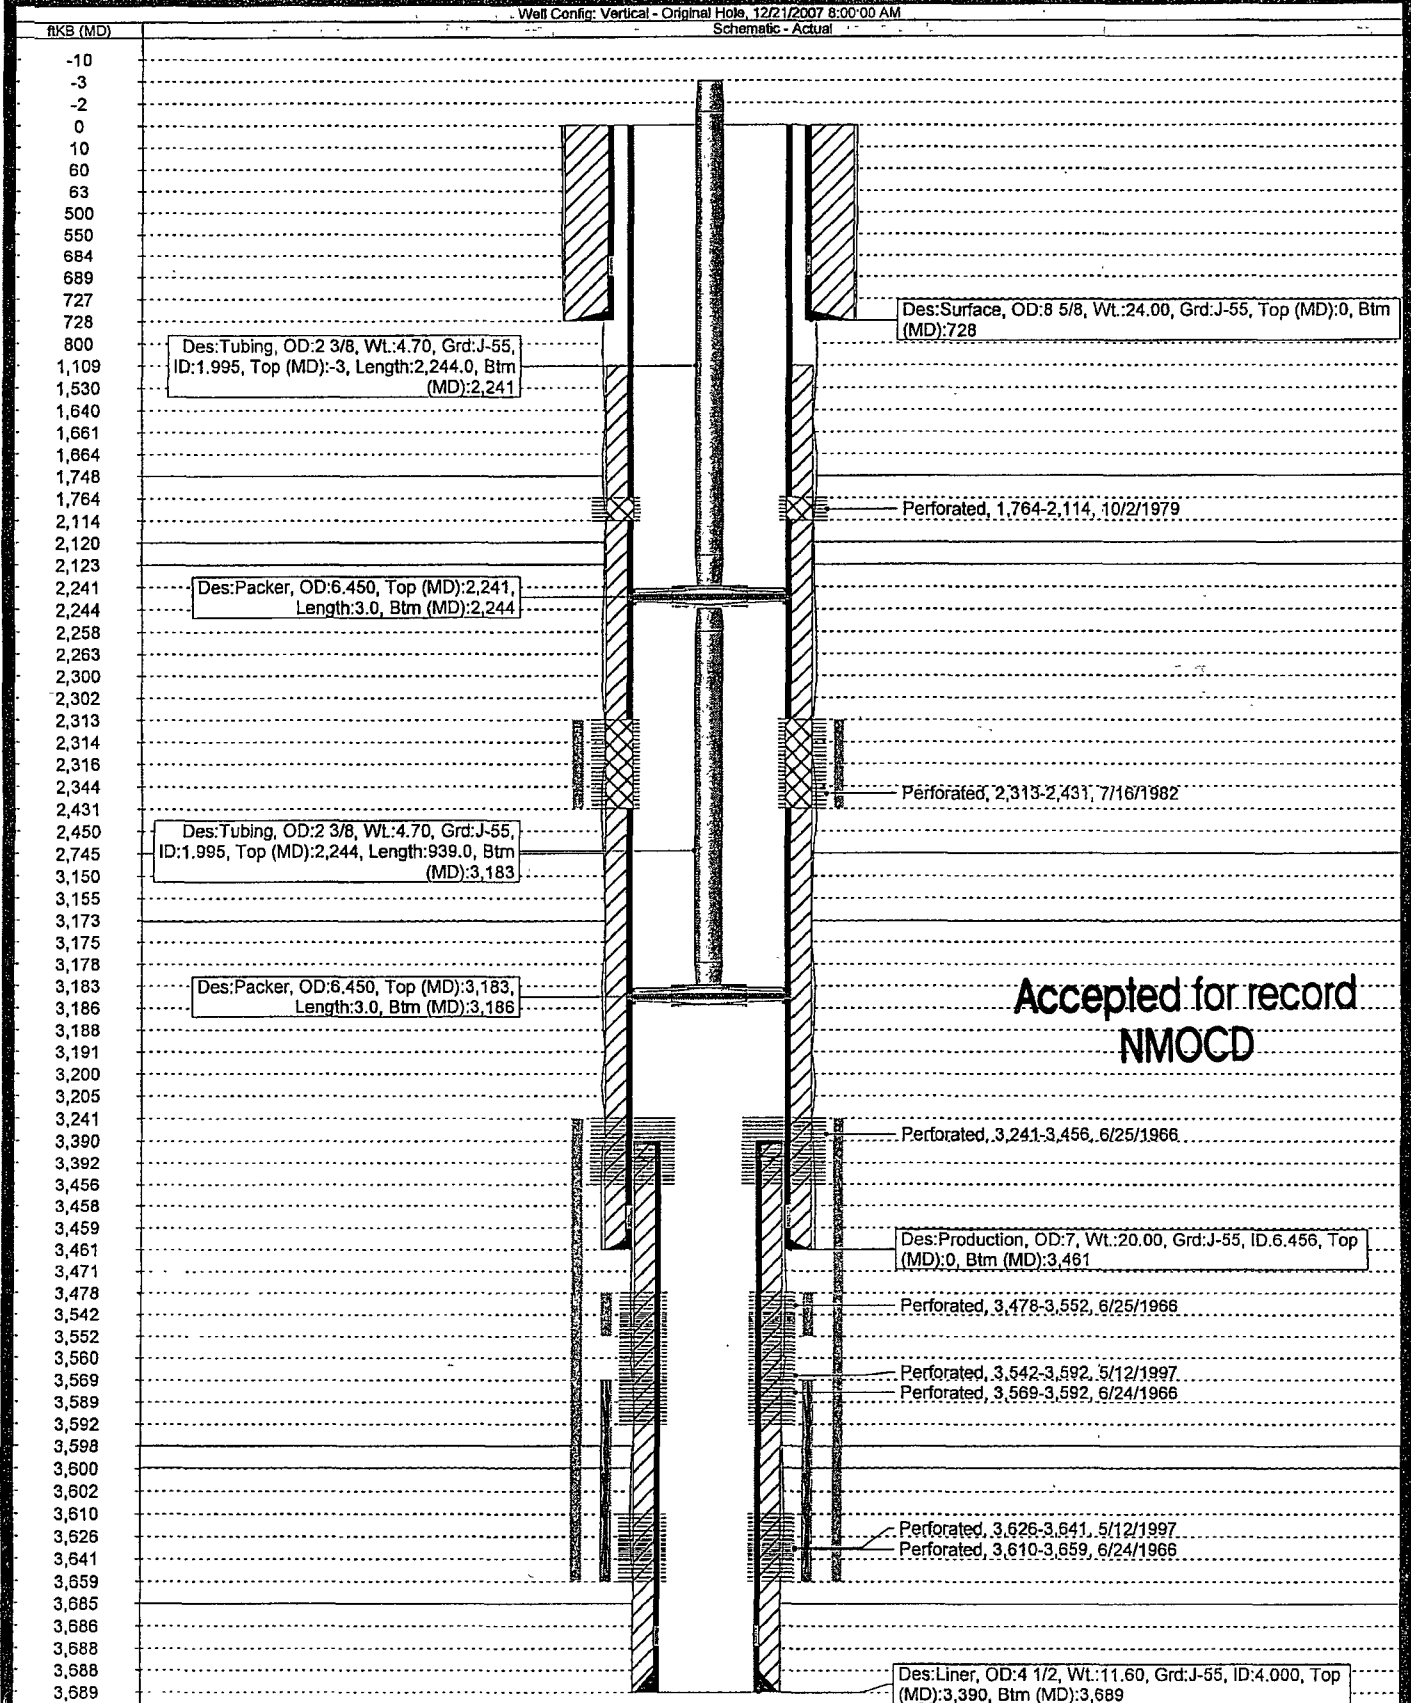 Well Config: Vertical - Original Hole, 12/21/2007 8:00:00 AM
ftKB (MD)
Schematic - Actual
-10
-3
-2
0
10
60
63
500
550
684
689
727
728
800
1,109
1,530
1,640
1,661
1,664
1,748
1,764
2,114
2,120
2,123
2,241
2,244
2,258
2,263
2,300
2,302
2,313
2,314
2,316
2,344
2,431
2,450
2,745
3,150
3,155
3,173
3,175
3,178
3,183
3,186
3,188
3,191
3,200
3,205
3,241
3,390
3,392
3,456
3,458
3,459
3,461
3,471
3,478
3,542
3,552
3,560
3,569
3,589
3,592
3,598
3,600
3,602
3,610
3,626
3,641
3,659
3,685
3,686
3,688
3,688
3,689
Des:Surface, OD:8 5/8, Wt.:24.00, Grd:J-55, Top (MD):0, Btm
(MD):728
Des:Tubing, OD:2 3/8, Wt.:4.70, Grd:J-55,
ID:1.995, Top (MD):-3, Length:2,244.0, Btm
(MD):2,241
Perforated, 1,764-2,114, 10/2/1979
Des:Packer, OD:6.450, Top (MD):2,241,
Length:3.0, Btm (MD):2,244
Perforated, 2,313-2,431, 7/16/1982
Des:Tubing, OD:2 3/8, Wt.:4.70, Grd:J-55,
ID:1.995, Top (MD):2,244, Length:939.0, Btm
(MD):3,183
Des:Packer, OD:6.450, Top (MD):3,183,
Length:3.0, Btm (MD):3,186
Accepted for record
NMOCD
Perforated, 3,241-3,456, 6/25/1966
Des:Production, OD:7, Wt.:20.00, Grd:J-55, ID.6.456, Top
(MD):0, Btm (MD):3,461
Perforated, 3,478-3,552, 6/25/1966
Perforated, 3,542-3,592, 5/12/1997
Perforated, 3,569-3,592, 6/24/1966
Perforated, 3,626-3,641, 5/12/1997
Perforated, 3,610-3,659, 6/24/1966
Des:Liner, OD:4 1/2, Wt.:11.60, Grd:J-55, ID:4.000, Top
(MD):3,390, Btm (MD):3,689